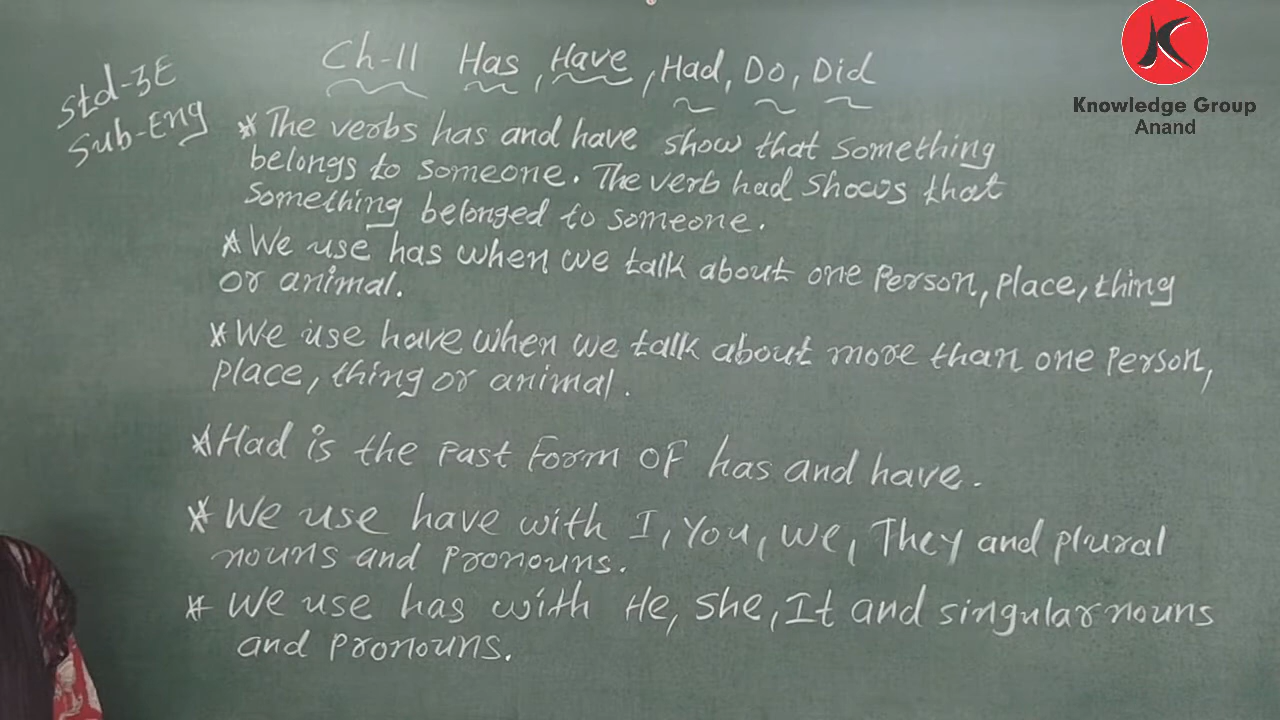 Std-3E
Sub-Eng
Ch-11 Has, Have, Had, Do, Did
Knowledge Group
Anand
* The verbs has and have show that something
belongs to someone. The verb had shows that
something belonged to someone.
* We use has when we talk about one Person, Place, thing
or animal.
* We use have when we talk about more than one Person,
Place, thing or animal.
* Had is the Past Form OF has and have.
* We use have with I, You, We, They and plural
nouns and Pronouns.
* We use has with He, She, It and singular nouns
and Pronouns.